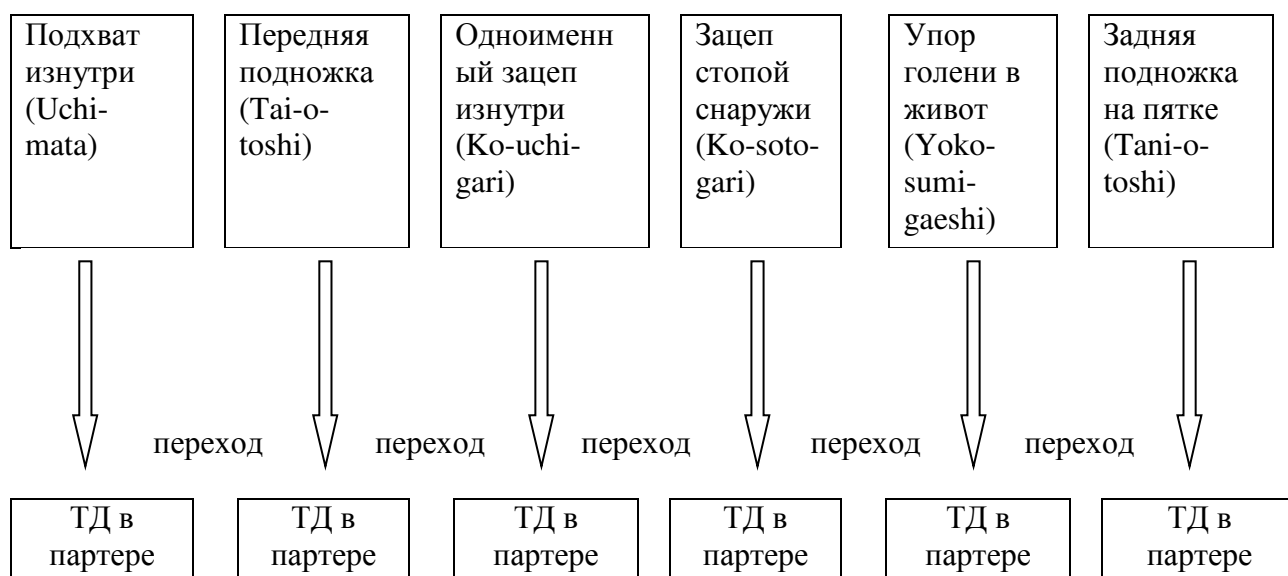 Подхват
изнутри
(Uchi-
mata)
Передняя
подножка
(Tai-o-
toshi)
Одноименн
ый зацеп
изнутри
(Ko-uchi-
gari)
Зацеп
стопой
снаружи
(Ko-soto-
gari)
Упор
голени в
живот
(Yoko-
sumi-
gaeshi)
Задняя
подножка
на пятке
(Tani-o-
toshi)
переход
переход
переход
переход
переход
ТД в
партере
ТД в
партере
ТД в
партере
ТД в
партере
ТД в
партере
ТД в
партере